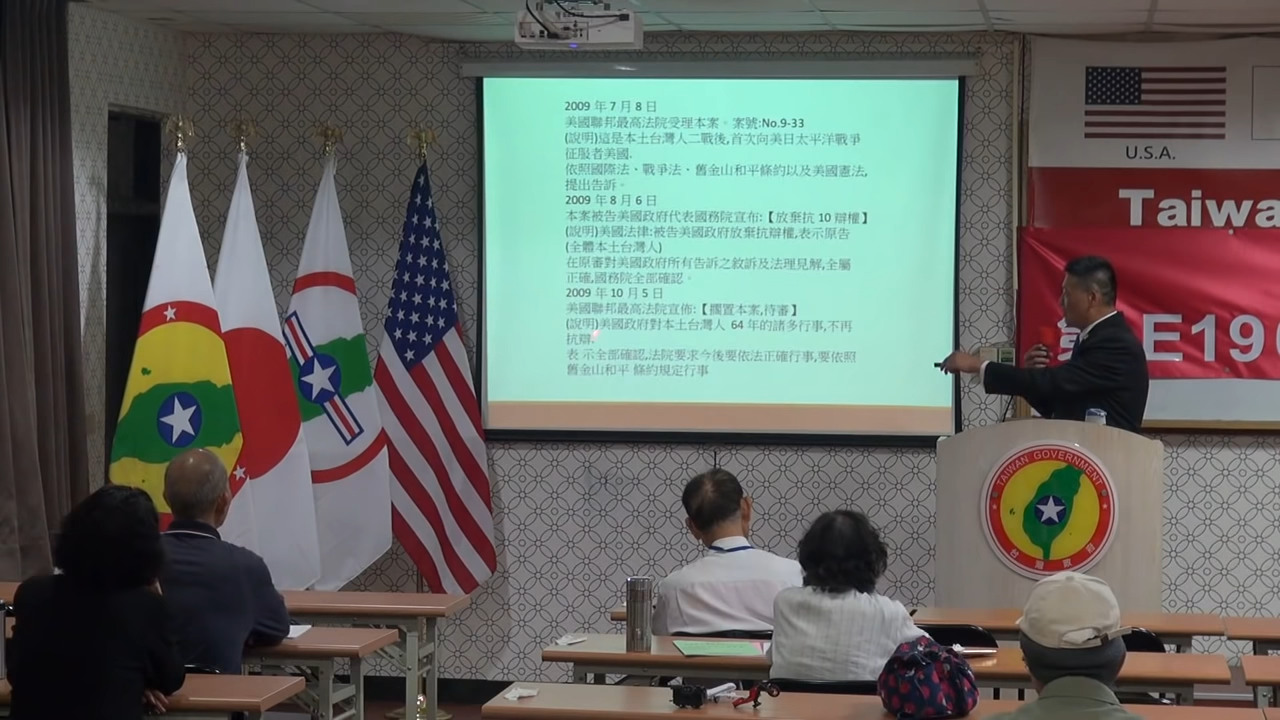 2009 年 7 月 8 日
美國聯邦最高法院受理本案。案號:No.9-33
(說明)這是本土台灣人二戰後,首次向美日太平洋戰爭
征服者美國.
依照國際法、戰爭法、舊金山和平條約以及美國憲法,
提出告訴。
2009 年 8 月 6 日
本案被告美國政府代表國務院宣布:【放棄抗 10 辯權】
(說明)美國法律:被告美國政府放棄抗辯權,表示原告
(全體本土台灣人)
在原審對美國政府所有告訴之敘訴及法理見解,全屬
正確,國務院全部確認。
2009 年 10 月 5 日
美國聯邦最高法院宣佈:【擱置本案,待審】
(說明)美國政府對本土台灣人 64 年的諸多行事,不再
抗辯.
表 示全部確認,法院要求今後要依法正確行事,要依照
舊金山和平 條約規定行事
U.S.A.
Taiwa
E19
TAIWAN GOVERNMENT
台灣政府